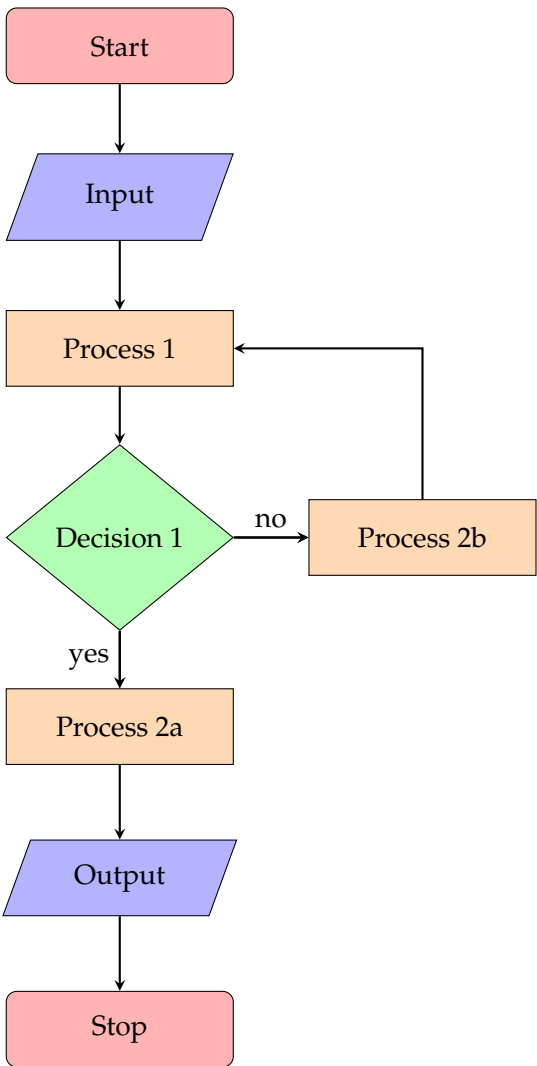 Start
Input
Process 1
Decision 1
no
Process 2b
yes
Process 2a
Output
Stop